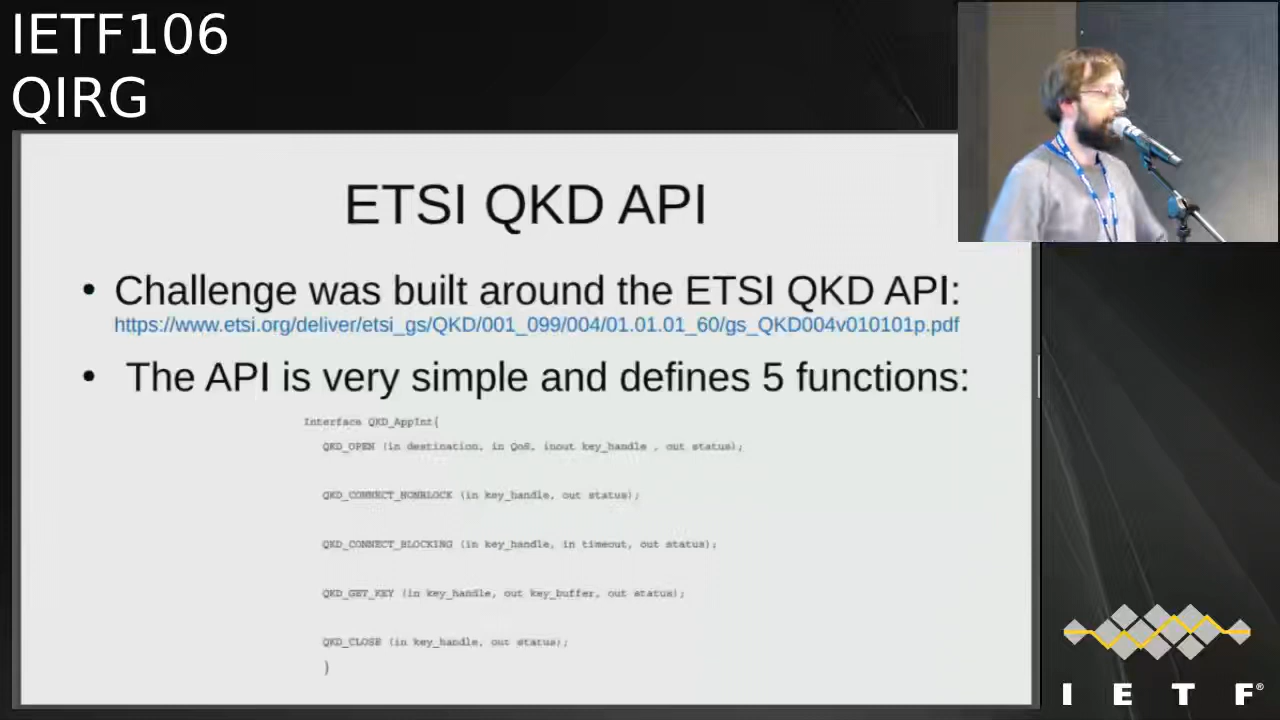 IETF106
QIRG
ETSI QKD API
• Challenge was built around the ETSI QKD API:
https://www.etsi.org/deliver/etsi_gs/QKD/001_099/004/01.01.01_60/gs_QKD004v010101p.pdf
• The API is very simple and defines 5 functions:
Interface QKD_AppInt{
QKD_OPEN (in destination, in QoS, inout key_handle , out status);
QKD_CONNECT_NONBLOCK (in key_handle, out status);
QKD_CONNECT_BLOCKING (in key_handle, in timeout, out status);
QKD_GET_KEY (in key_handle, out key_buffer, out status);
QKD_CLOSE (in key_handle, out status);
}
I E T F®